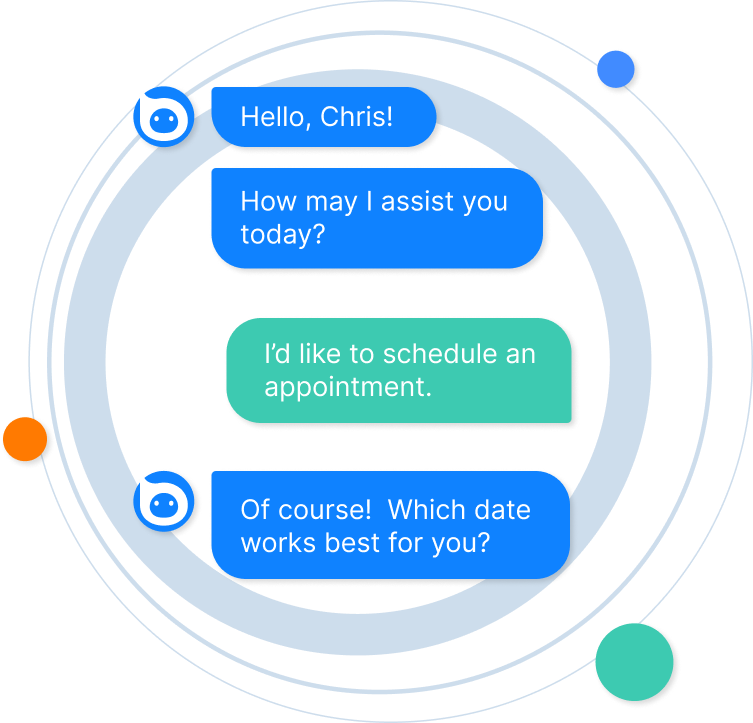 Hello, Chris!
How may I assist you
today?
I’d like to schedule an
appointment.
Of course!  Which date
works best for you?